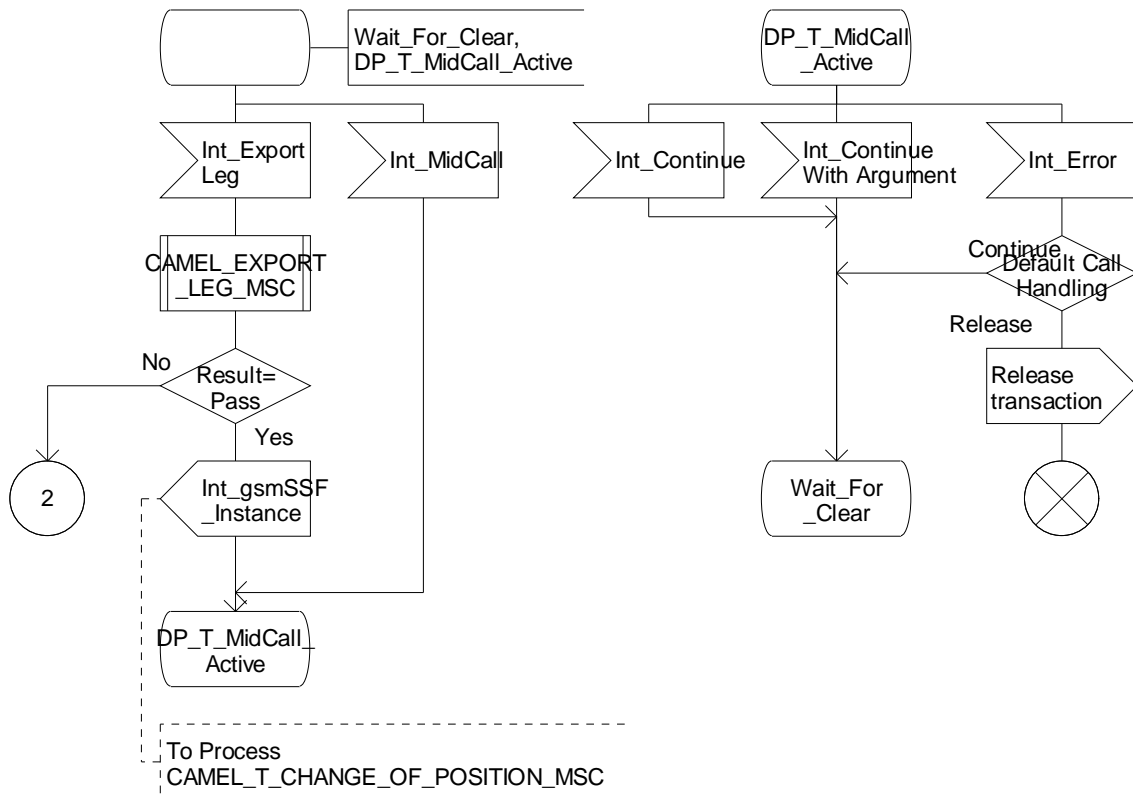 Wait_For_Clear,
DP_T_MidCall_Active
Int_Export
Leg
Int_MidCall
CAMEL_EXPORT
_LEG_MSC
Result=
Pass
No
Yes
2
Int_gsmSSF
_Instance
DP_T_MidCall_
Active
To Process
CAMEL_T_CHANGE_OF_POSITION_MSC
DP_T_MidCall
_Active
Int_Continue
Int_Continue
With Argument
Int_Error
Continue
Default Call
Handling
Release
Release
transaction
Wait_For
_Clear